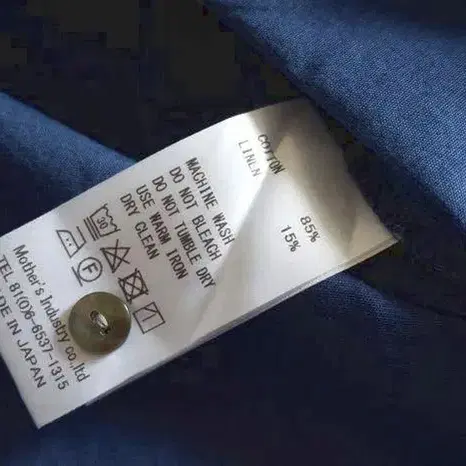 COTTON 85%
LINEN 15%
MACHINE WASH
DO NOT BLEACH
DO NOT TUMBLE DRY
USE WARM IRON
DRY CLEAN
30
F
Mother's Industry co.,ltd
TEL 81(0)6-6537-1315
IN JAPAN